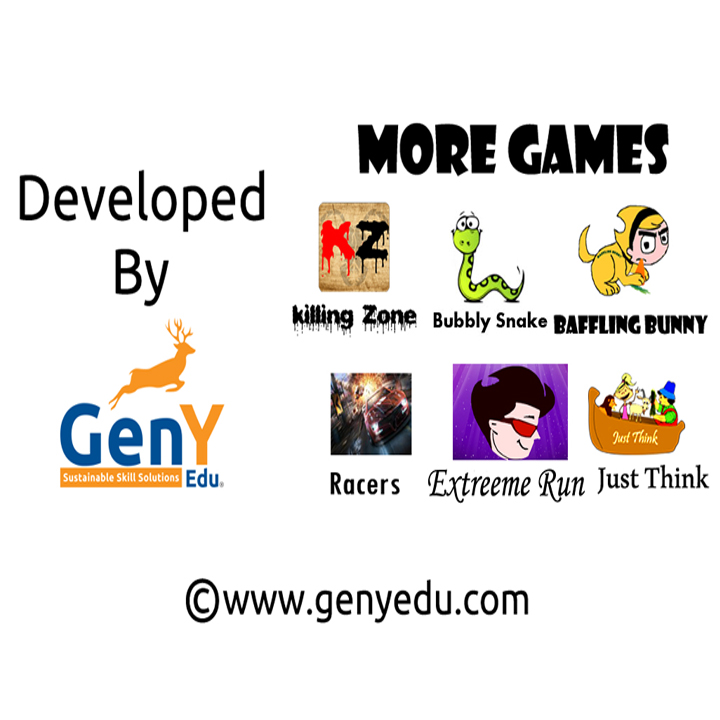 Developed
By
GenY
Sustainable Skill Solutions
Edu.
MORE GAMES
KZ
killing Zone
Bubbly Snake
BAFFLING BUNNY
Racers
Extreeme Run
Just Think
Just Think
©www.genyedu.com